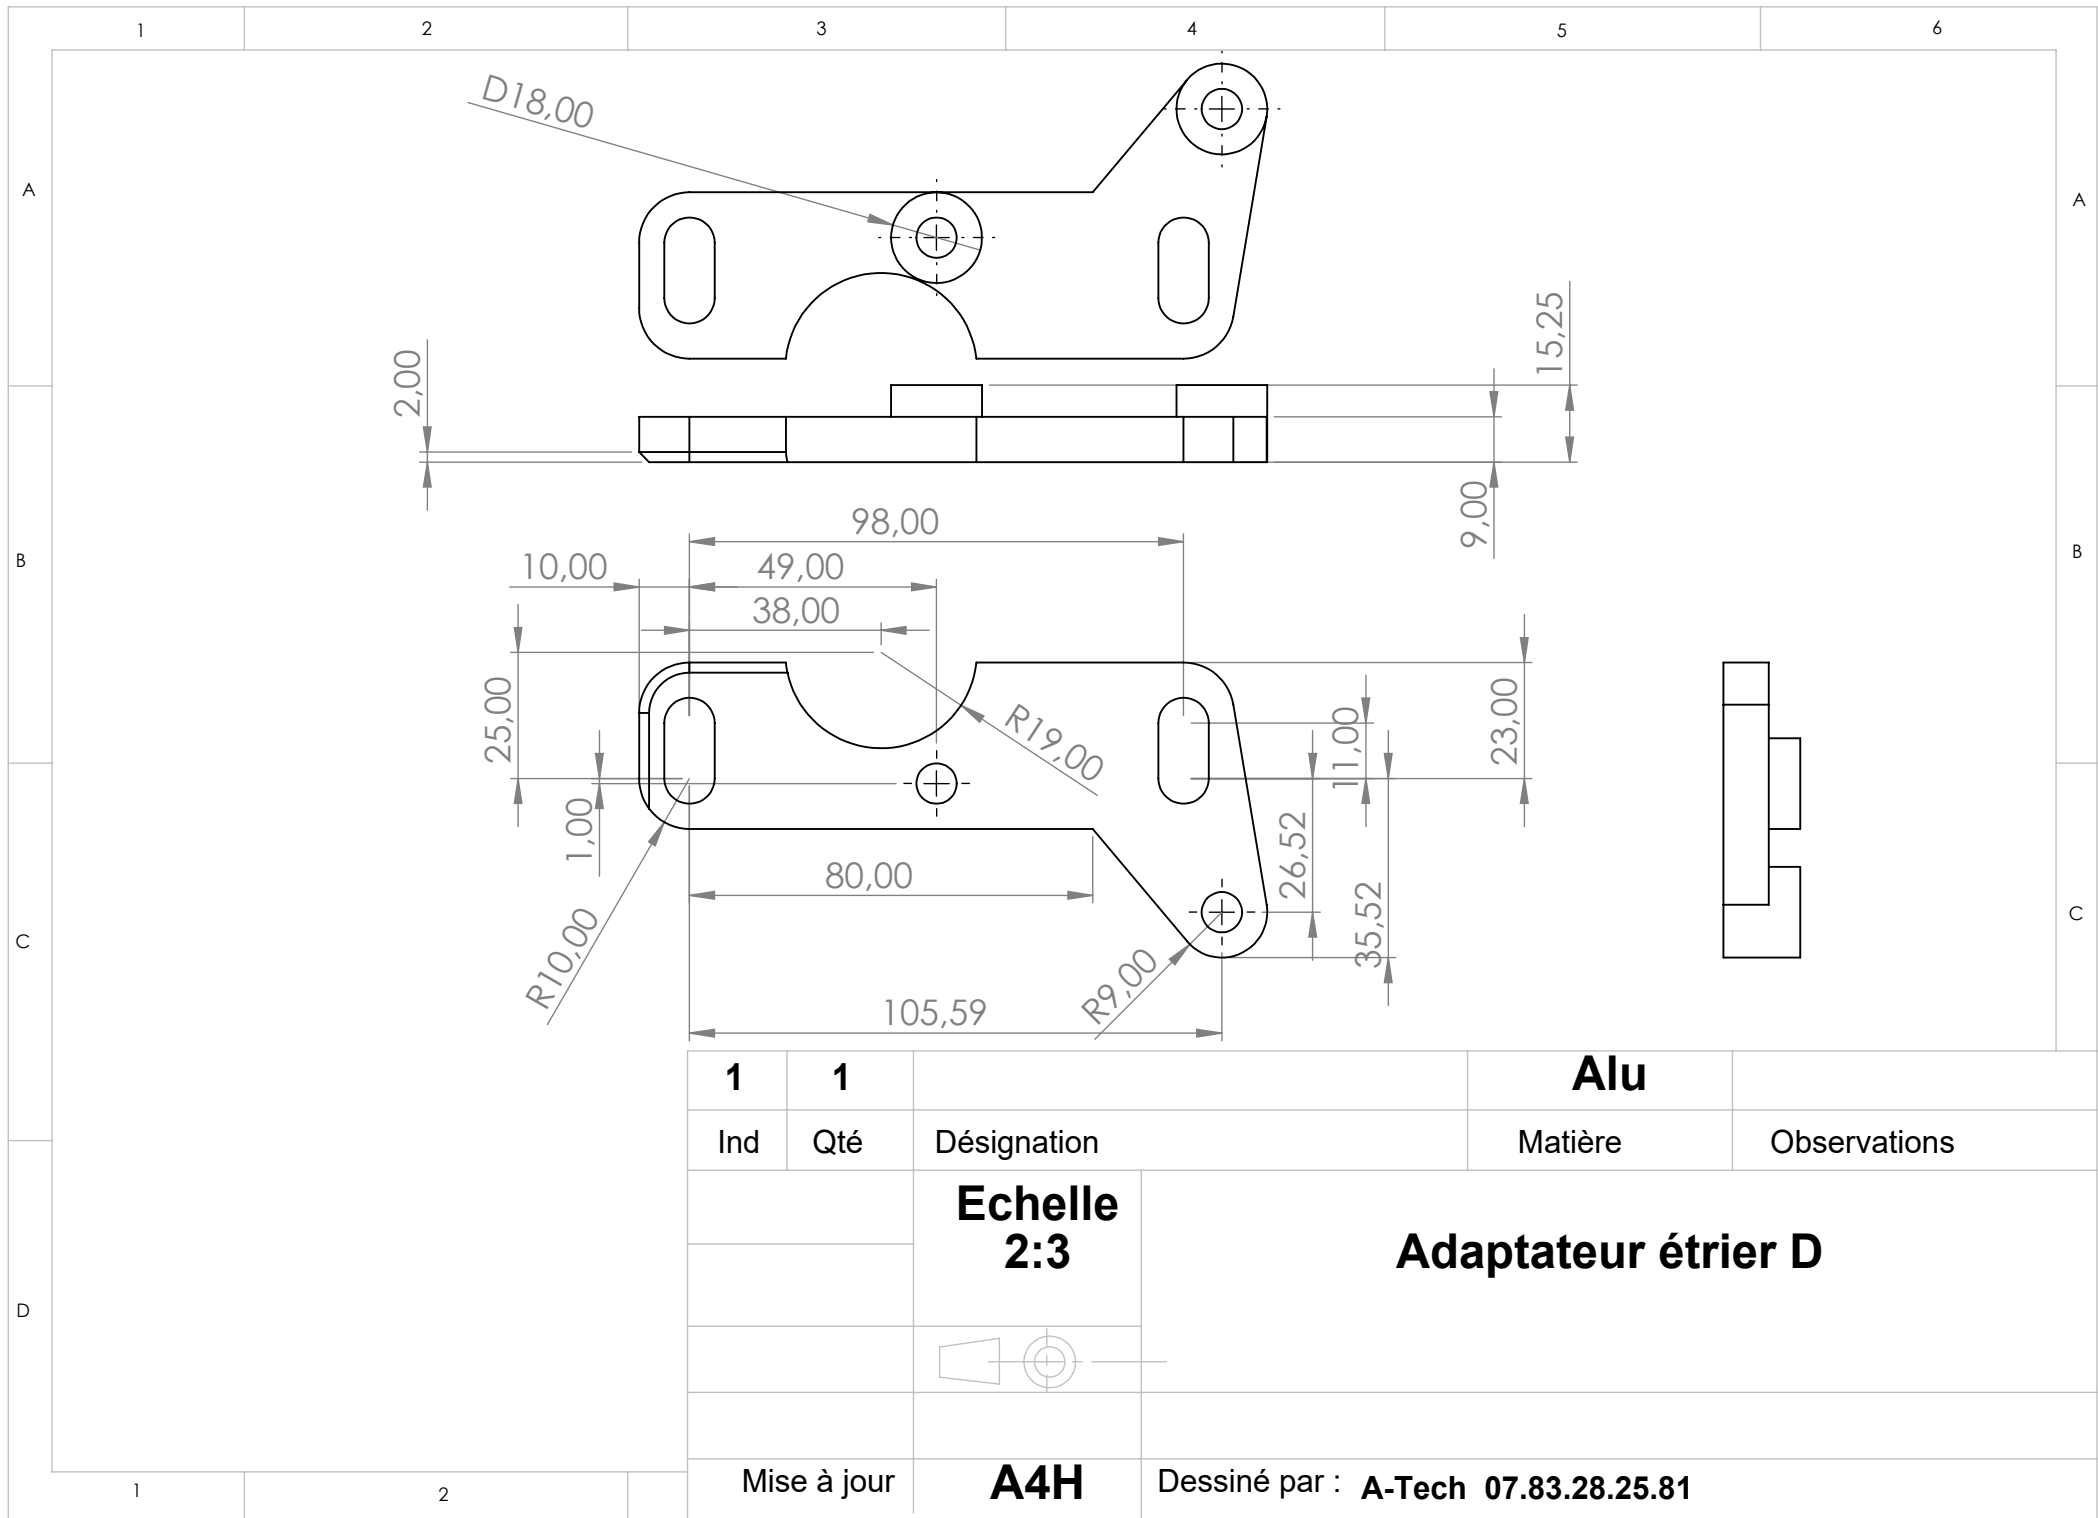 1 2 3 4 5 6
A A
D18,00
15,25
2,00
9,00
98,00
B B
10,00 49,00
38,00
25,00
R19,00
11,00
23,00
1,00
26,52
80,00
35,52
C C
R10,00
R9,00
105,59
1 1 Alu
Ind Qté Désignation Matière Observations
Echelle
2:3
Adaptateur étrier D
D
Mise à jour A4H Dessiné par : A-Tech 07.83.28.25.81
1 2